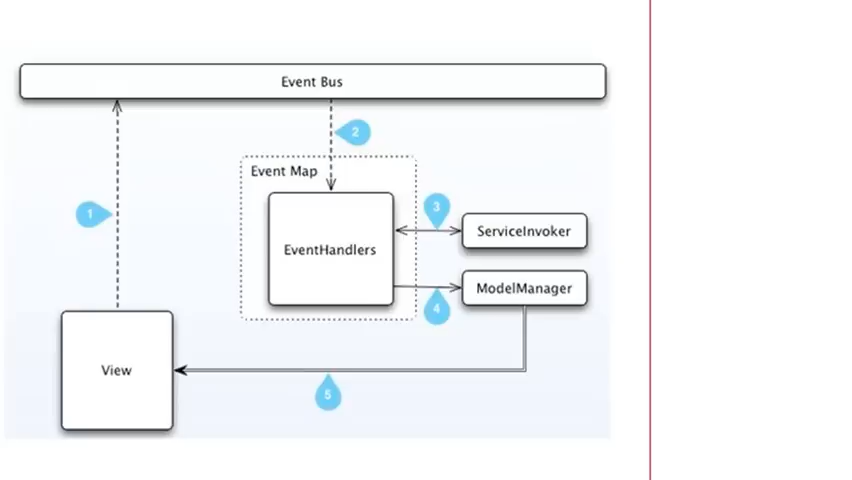 Event Bus
2
Event Map
1
3
EventHandlers
ServiceInvoker
ModelManager
4
View
5